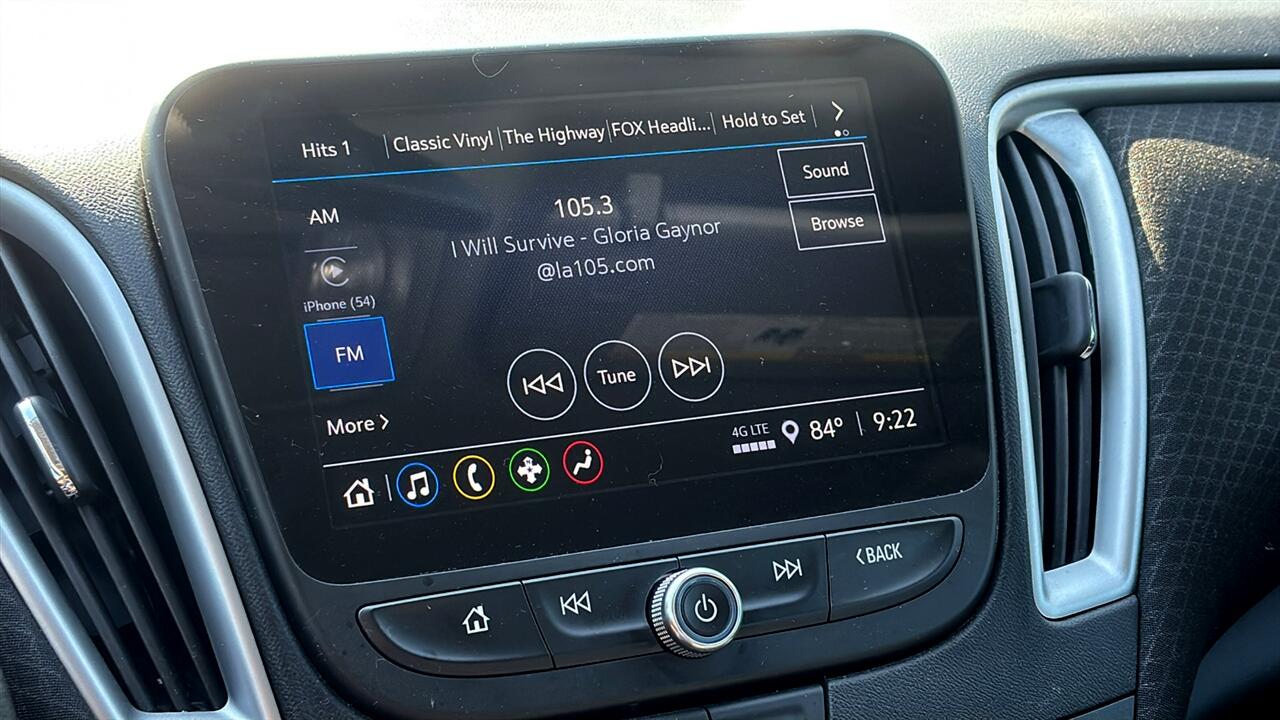 Hits 1
Classic Vinyl
The Highway
FOX Headli...
Hold to Set
Sound
AM
105.3
Browse
I Will Survive - Gloria Gaynor
@la105.com
iPhone (54)
FM
Tune
More
4G LTE
84°
9:22
BACK